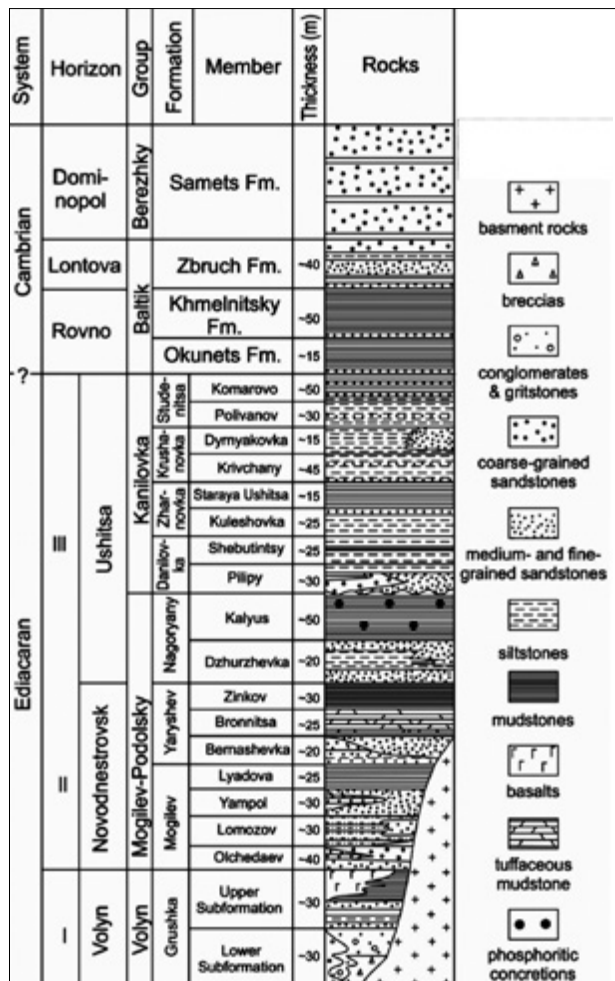 System
Horizon
Group
Formation
Member
Thickness (m)
Rocks
Cambrian
?
Ediacaran
III
II
I
Domi-
nopol
Lontova
Rovno
Ushitsa
Novodnestrovsk
Volyn
Berezhky
Baltik
Kanilovka
Mogilev-Podolsky
Volyn
Samets Fm.
Zbruch Fm. ~40
Khmelnitsky
Fm. ~50
Okunets Fm. ~15
Stude-
nitsa
Komarovo ~50
Polivanov ~30
Krusha-
novka
Dyrnyakovka ~15
Krivchany ~45
Zhar-
novka
Staraya Ushitsa ~15
Kuleshovka ~25
Danilov-
ka
Shebutintsy ~25
Pilipy ~30
Nagoryany
Kalyus ~50
Dzhurzhevka ~20
Yaryshev
Zinkov ~30
Bronnitsa ~25
Bernashevka ~20
Mogilev
Lyadova ~25
Yampol ~30
Lomozov ~30
Olchedaev ~40
Grushka
Upper
Subformation ~30
Lower
Subformation ~30
basment rocks
breccias
conglomerates
& gritstones
coarse-grained
sandstones
medium- and fine-
grained sandstones
siltstones
mudstones
basalts
tuffaceous
mudstone
phosphoritic
concretions